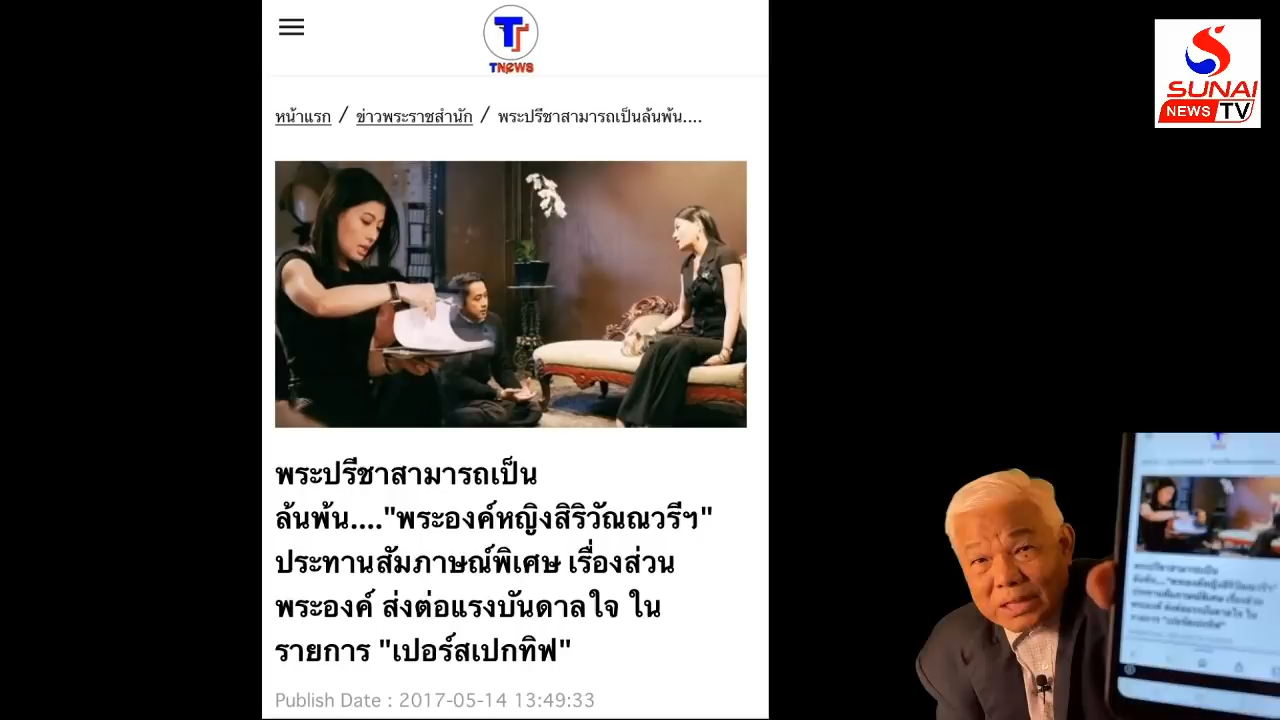 TNEWS
SUNAI
NEWS TV
หน้าแรก / ข่าวพระราชสำนัก / พระปรีชาสามารถเป็นล้นพ้น....
พระปรีชาสามารถเป็น
ล้นพ้น...."พระองค์หญิงสิริวัณณวรีฯ"
ประทานสัมภาษณ์พิเศษ เรื่องส่วน
พระองค์ ส่งต่อแรงบันดาลใจ ใน
รายการ "เปอร์สเปกทิฟ"
Publish Date : 2017-05-14 13:49:33